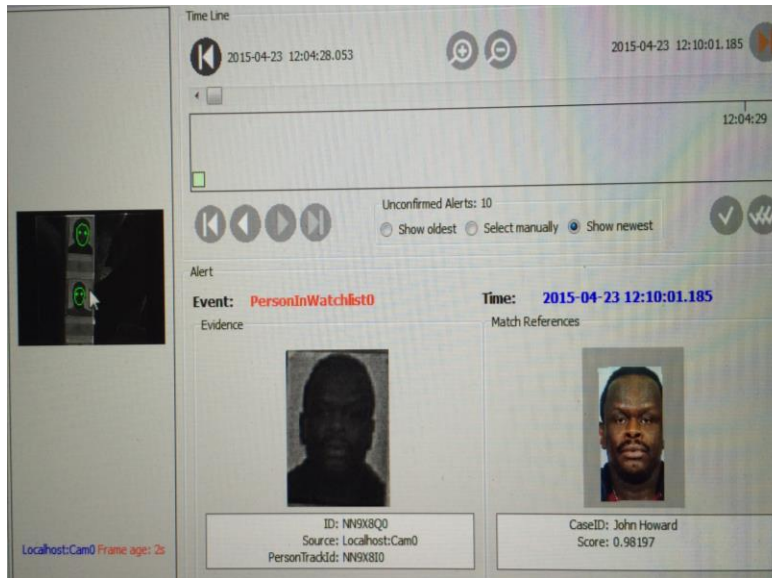 Time Line
2015-04-23 12:04:28.053
2015-04-23 12:10:01.185
12:04:29
Unconfirmed Alerts: 10
Show oldest Select manually Show newest
Alert
Event: PersonInWatchlist0 Time: 2015-04-23 12:10:01.185
Evidence Match References
ID: NN9X8Q0
Source: Localhost:Cam0
PersonTrackId: NN9X8I0
CaseID: John Howard
Score: 0.98197
Localhost:Cam0 Frame age: 2s